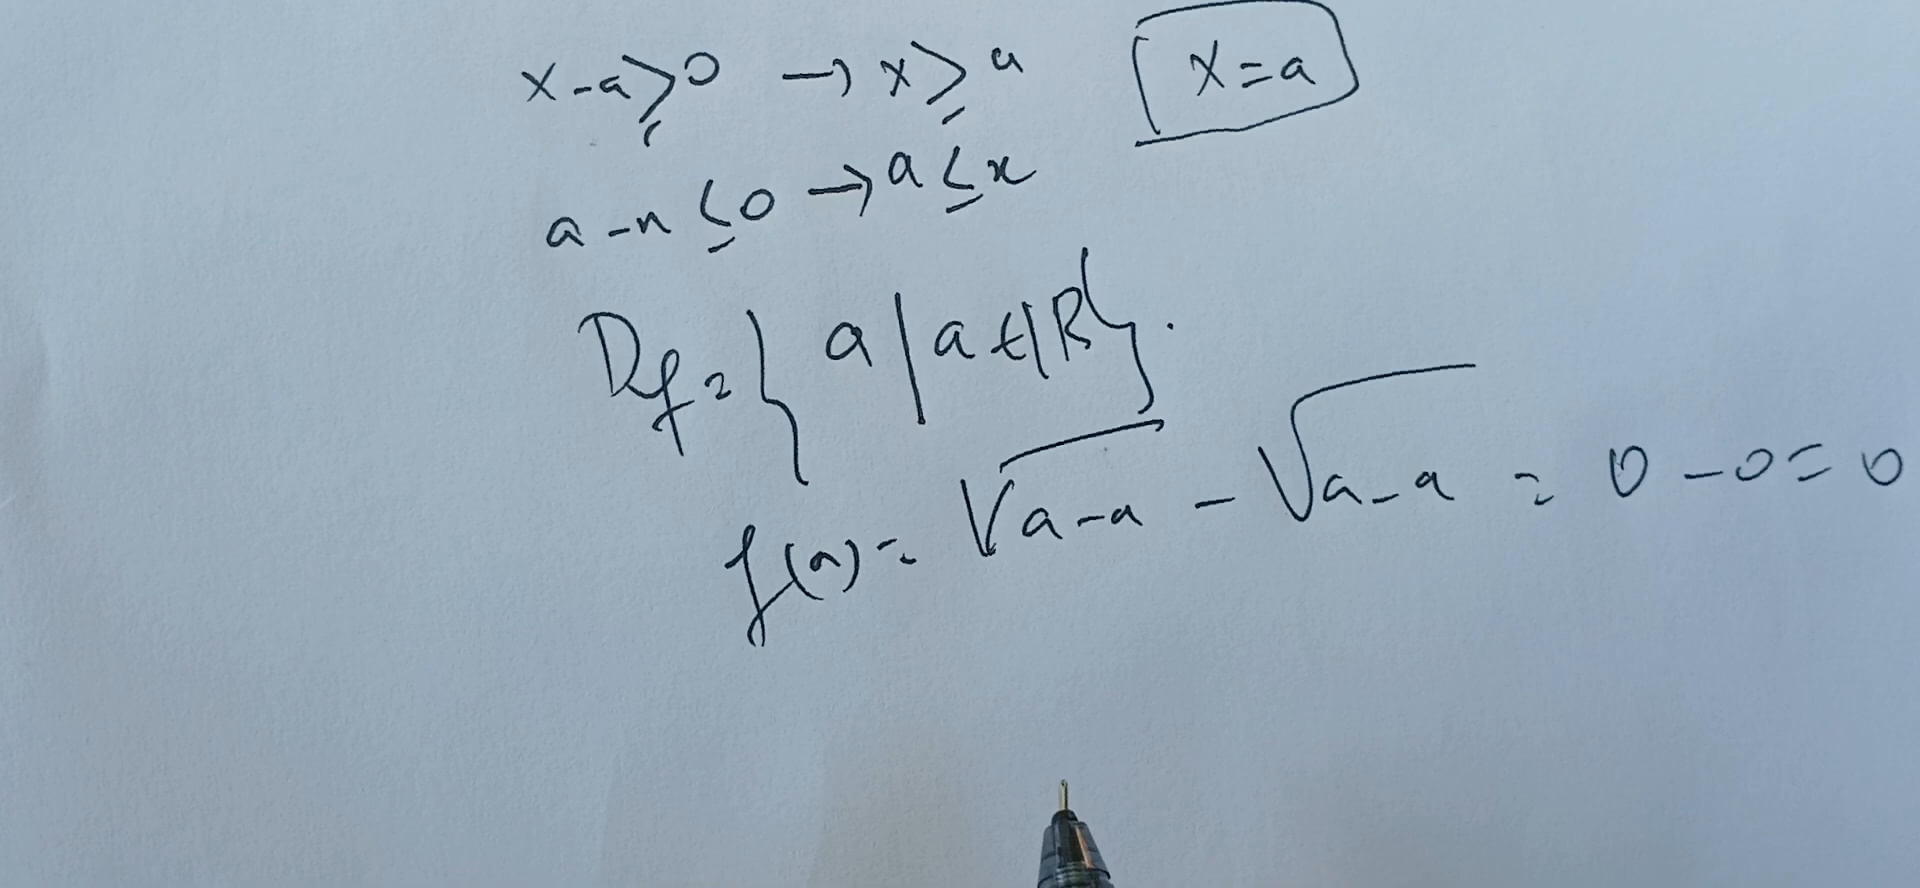 x-a≥0 → x≥a x=a
a-x≤0 → a≤x
Df={a|a∈ℝ}.
f(a)=√(a-a) - √(a-a) = 0-0=0